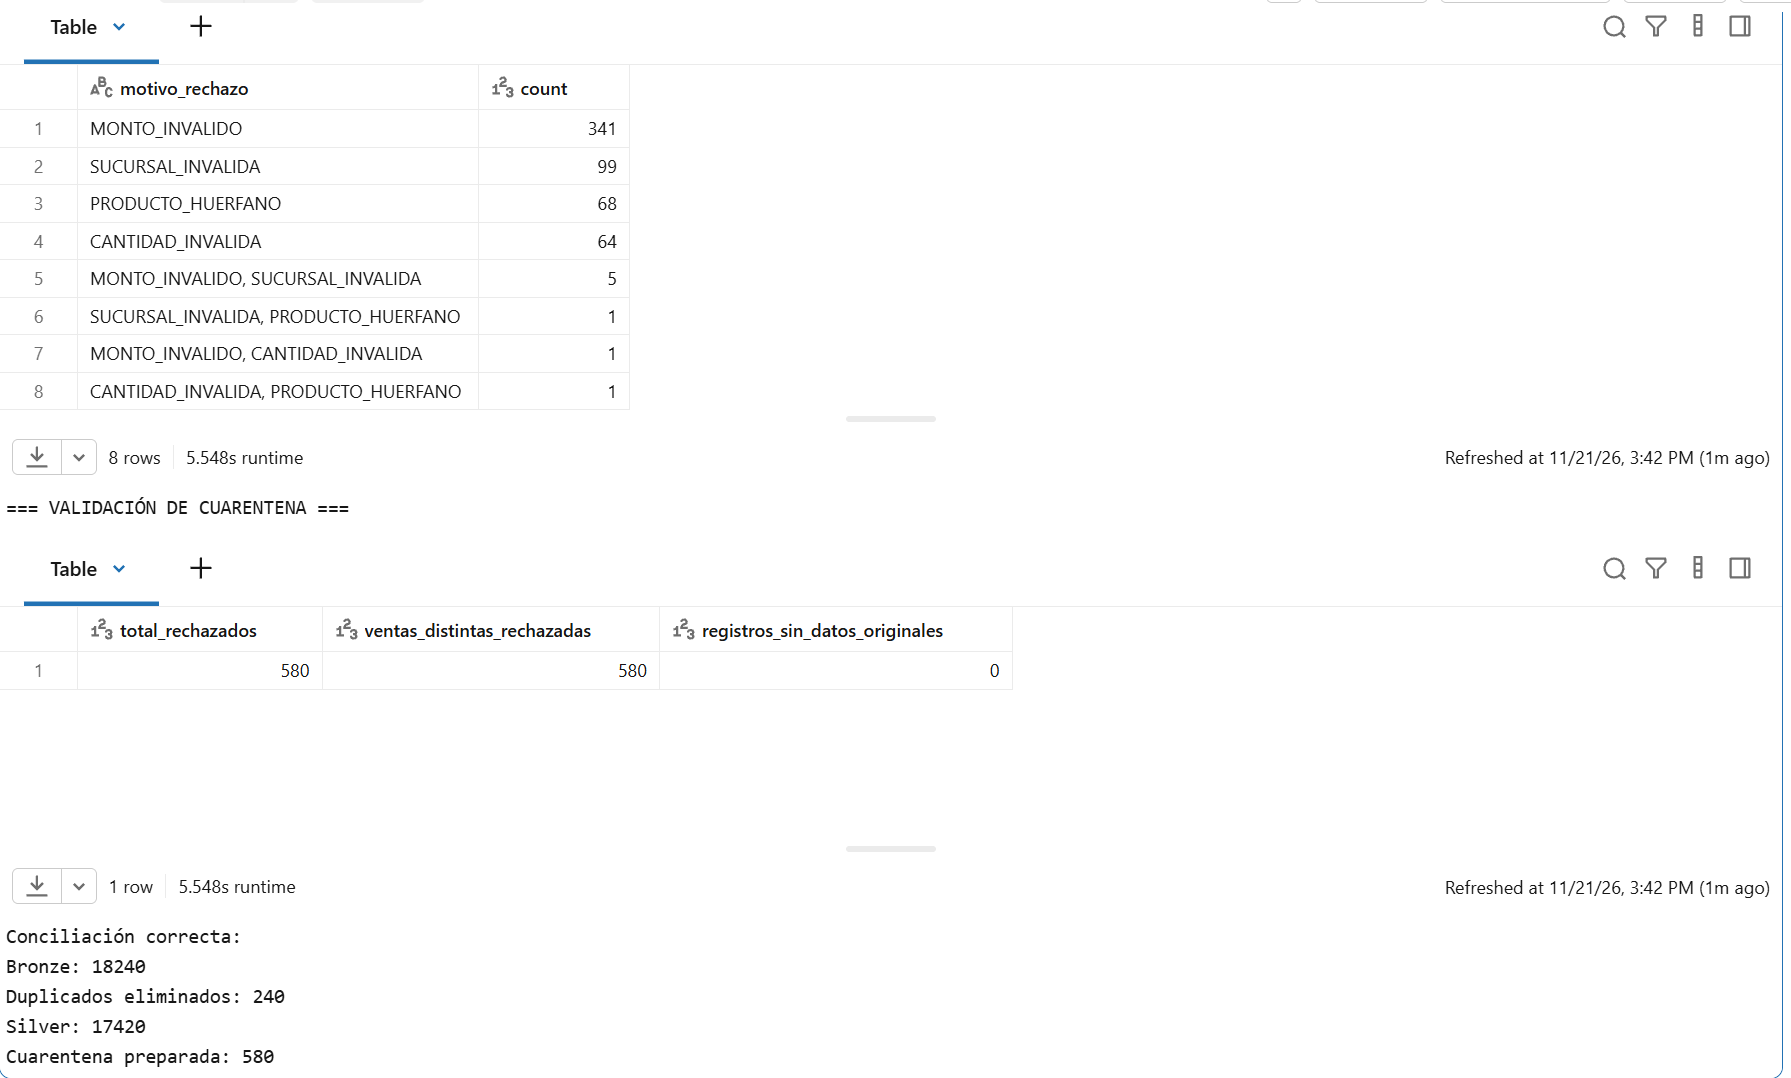 Table
motivo_rechazo count
1 MONTO_INVALIDO 341
2 SUCURSAL_INVALIDA 99
3 PRODUCTO_HUERFANO 68
4 CANTIDAD_INVALIDA 64
5 MONTO_INVALIDO, SUCURSAL_INVALIDA 5
6 SUCURSAL_INVALIDA, PRODUCTO_HUERFANO 1
7 MONTO_INVALIDO, CANTIDAD_INVALIDA 1
8 CANTIDAD_INVALIDA, PRODUCTO_HUERFANO 1
8 rows 5.548s runtime Refreshed at 11/21/26, 3:42 PM (1m ago)
=== VALIDACIÓN DE CUARENTENA ===
Table
total_rechazados ventas_distintas_rechazadas registros_sin_datos_originales
1 580 580 0
1 row 5.548s runtime Refreshed at 11/21/26, 3:42 PM (1m ago)
Conciliación correcta:
Bronze: 18240
Duplicados eliminados: 240
Silver: 17420
Cuarentena preparada: 580